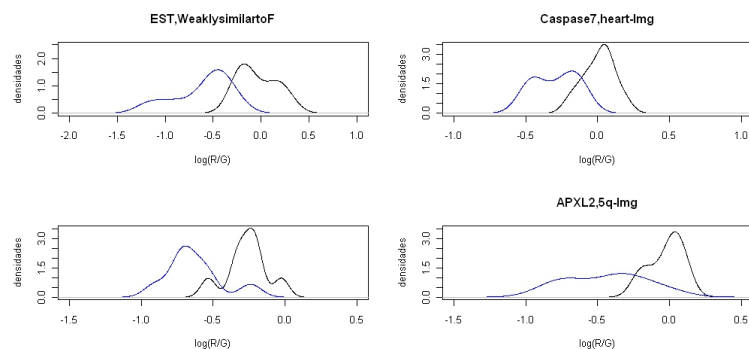 EST,WeaklysimilartoF
densidades
0.0 1.0 2.0
-2.0 -1.5 -1.0 -0.5 0.0 0.5 1.0
log(R/G)
Caspase7,heart-Img
densidades
0.0 1.5 3.0
-1.0 -0.5 0.0 0.5 1.0
log(R/G)
densidades
0.0 1.5 3.0
-1.5 -1.0 -0.5 0.0 0.5
log(R/G)
APXL2,5q-Img
densidades
0.0 1.5 3.0
-1.5 -1.0 -0.5 0.0 0.5
log(R/G)